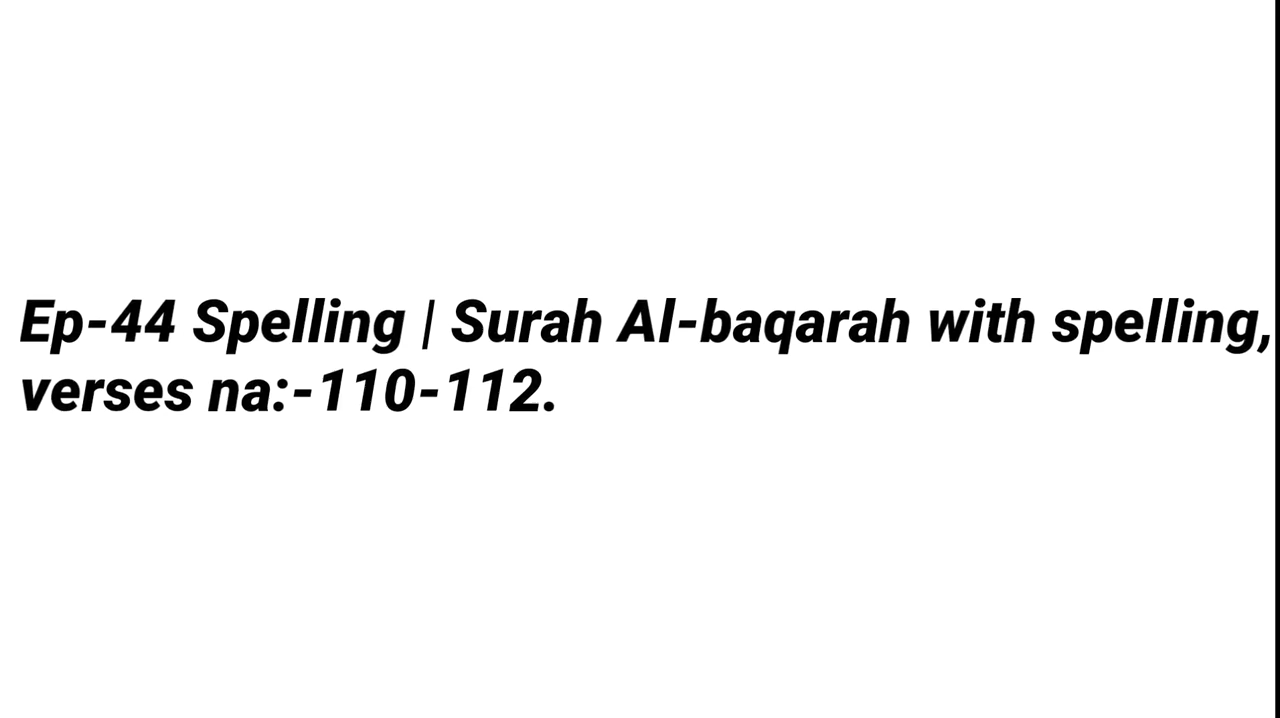 Ep-44 Spelling | Surah Al-baqarah with spelling,
verses na:-110-112.